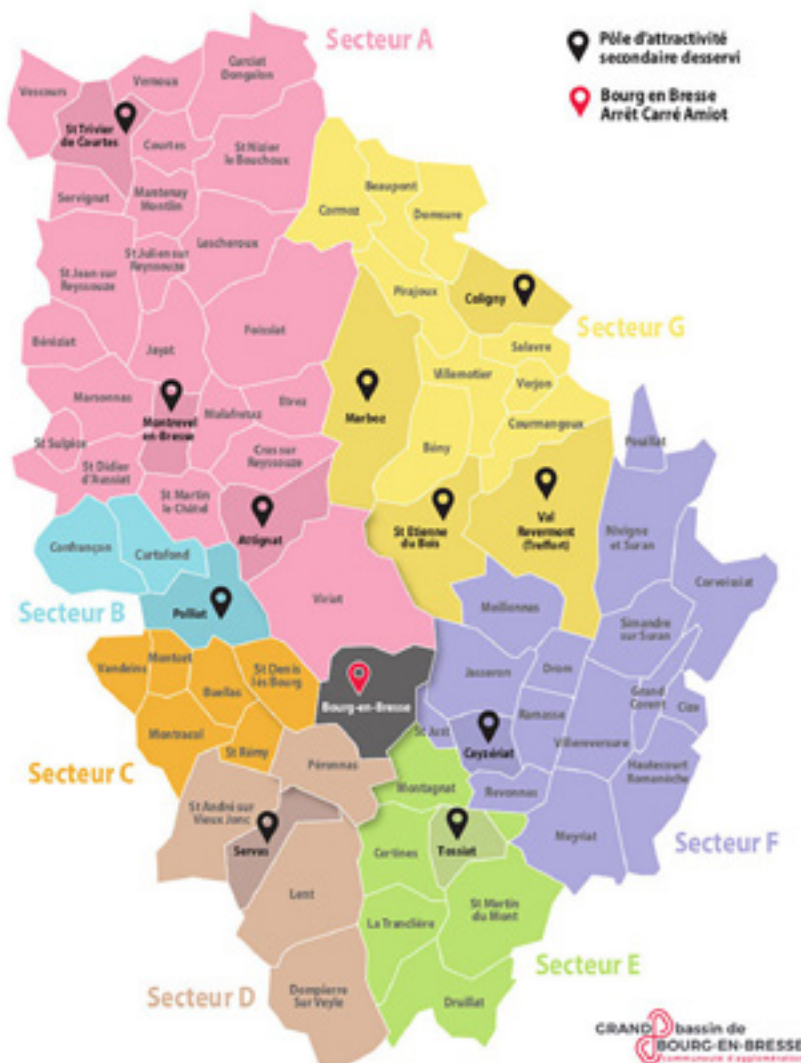 Secteur A
Pôle d'attractivité
secondaire desservi
Bourg en Bresse
Arrêt Carré Amiot
Vescours
Vernoux
Curciat
Dongalon
St Trivier
de Courtes
Courtes
St Nizier
le Bouchoux
Servignat
Mantenay
Montlin
Lescheroux
St Julien sur
Reyssouze
St Jean sur
Reyssouze
Foissiat
Béréziat
Jayat
Marsonnas
Montrevel
en-Bresse
Malafretaz
Etrez
St Sulpice
St Didier
d'Aussiat
Cras sur
Reyssouze
St Martin
le Châtel
Attignat
Viriat
Cormoz
Beaupont
Domsure
Pirajoux
Coligny
Secteur G
Salavre
Villemotier
Verjon
Marboz
Bény
Courmangoux
St Etienne
du Bois
Val
Revermont
(Treffort)
Pouillat
Nivigne
et Suran
Corveissiat
Confrançon
Curtafond
Secteur B
Polliat
Meillonnas
Simandre
sur Suran
Vandeins
Montcet
Buellas
St Denis
lès Bourg
Bourg-en-Bresse
Jasseron
Drom
Grand
Corent
Cize
Ramasse
St Just
Ceyzériat
Villereversure
Montracol
St Rémy
Secteur C
Péronnas
Montagnat
Revonnas
Hautecourt
Romanèche
St André sur
Vieux Jonc
Servas
Certines
Tossiat
Meyriat
Secteur F
Lent
La Tranclière
St Martin
du Mont
Secteur E
Secteur D
Dompierre
Sur Veyle
Druillat
GRAND bassin de
BOURG-EN-BRESSE
communauté d'agglomération